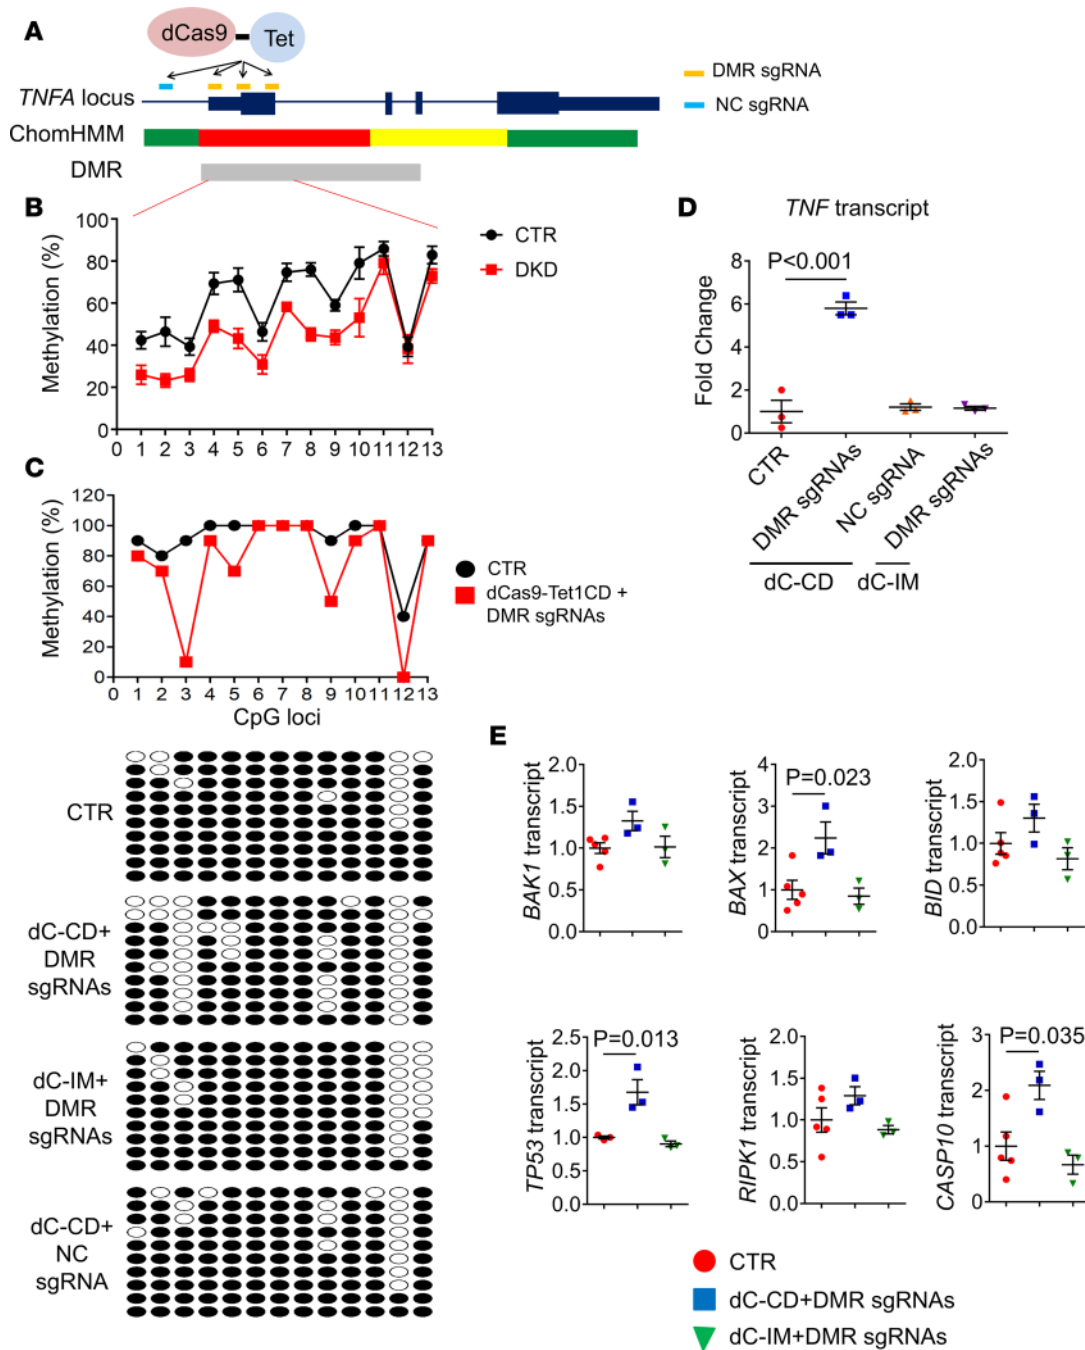 A
dCas9
Tet
TNFA locus
DMR sgRNA
NC sgRNA
ChomHMM
DMR
B
Methylation (%)
100
80
60
40
20
0
0 1 2 3 4 5 6 7 8 9 10 11 12 13
CTR
DKD
C
Methylation (%)
120
100
80
60
40
20
0
0 1 2 3 4 5 6 7 8 9 10 11 12 13
CpG loci
CTR
dCas9-Tet1CD +
DMR sgRNAs
CTR
dC-CD+
DMR
sgRNAs
dC-IM+
DMR
sgRNAs
dC-CD+
NC
sgRNA
D
TNF transcript
P<0.001
Fold Change
8
6
4
2
0
CTR
DMR sgRNAs
NC sgRNA
DMR sgRNAs
dC-CD
dC-IM
E
BAK1 transcript
2.0
1.5
1.0
0.5
0.0
BAX transcript
P=0.023
4
3
2
1
0
BID transcript
2.0
1.5
1.0
0.5
0.0
TP53 transcript
P=0.013
2.5
2.0
1.5
1.0
0.5
0.0
RIPK1 transcript
2.0
1.5
1.0
0.5
0.0
CASP10 transcript
P=0.035
3
2
1
0
CTR
dC-CD+DMR sgRNAs
dC-IM+DMR sgRNAs